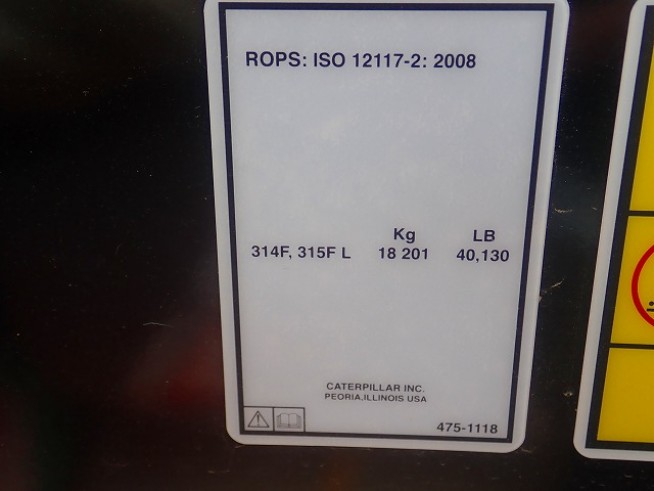 ROPS: ISO 12117-2: 2008
Kg LB
314F, 315F L 18 201 40,130
CATERPILLAR INC.
PEORIA,ILLINOIS USA
475-1118